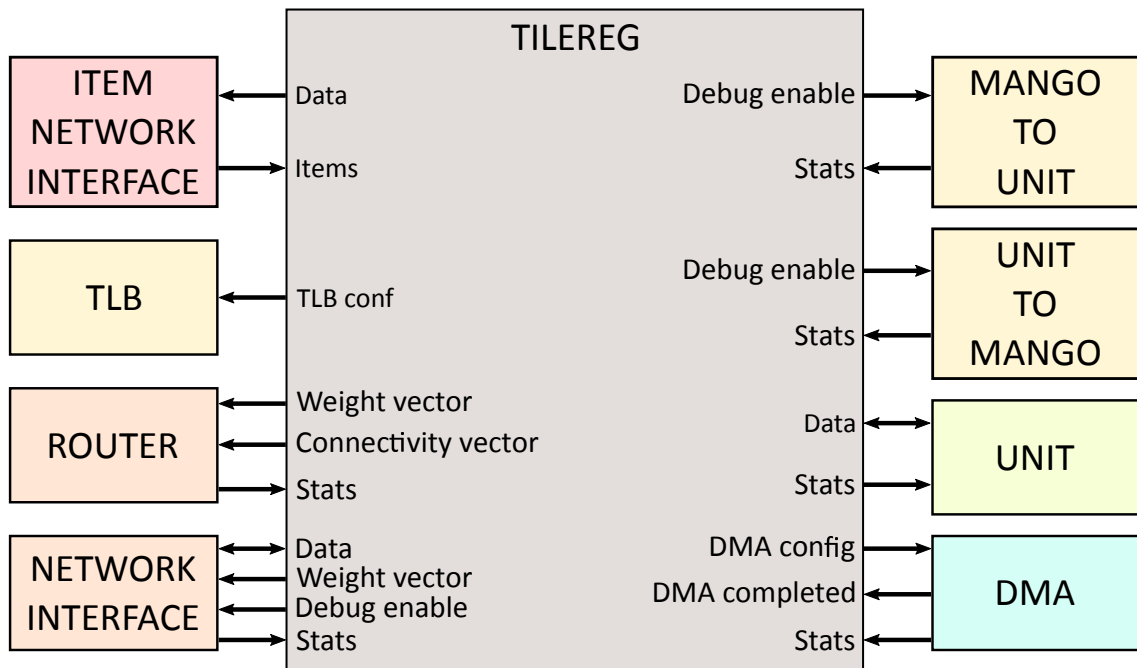 TILEREG
ITEM
NETWORK
INTERFACE
Data
Items
TLB
TLB conf
ROUTER
Weight vector
Connectivity vector
Stats
NETWORK
INTERFACE
Data
Weight vector
Debug enable
Stats
Debug enable
Stats
MANGO
TO
UNIT
Debug enable
Stats
UNIT
TO
MANGO
Data
Stats
UNIT
DMA config
DMA completed
Stats
DMA